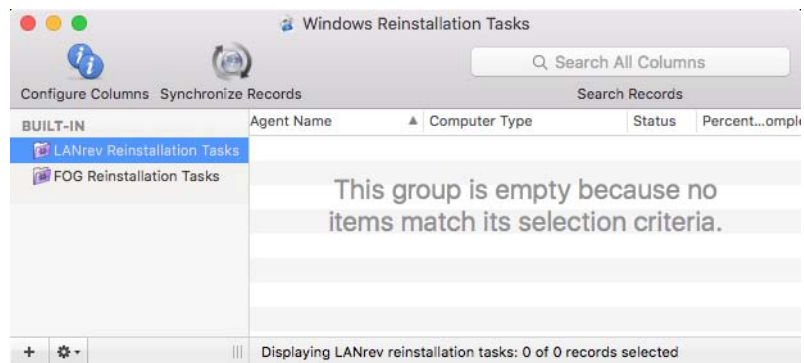 Windows Reinstallation Tasks
Search All Columns
Configure Columns Synchronize Records
Search Records
BUILT-IN
LANrev Reinstallation Tasks
FOG Reinstallation Tasks
Agent Name Computer Type Status Percent...omple
This group is empty because no
items match its selection criteria.
Displaying LANrev reinstallation tasks: 0 of 0 records selected